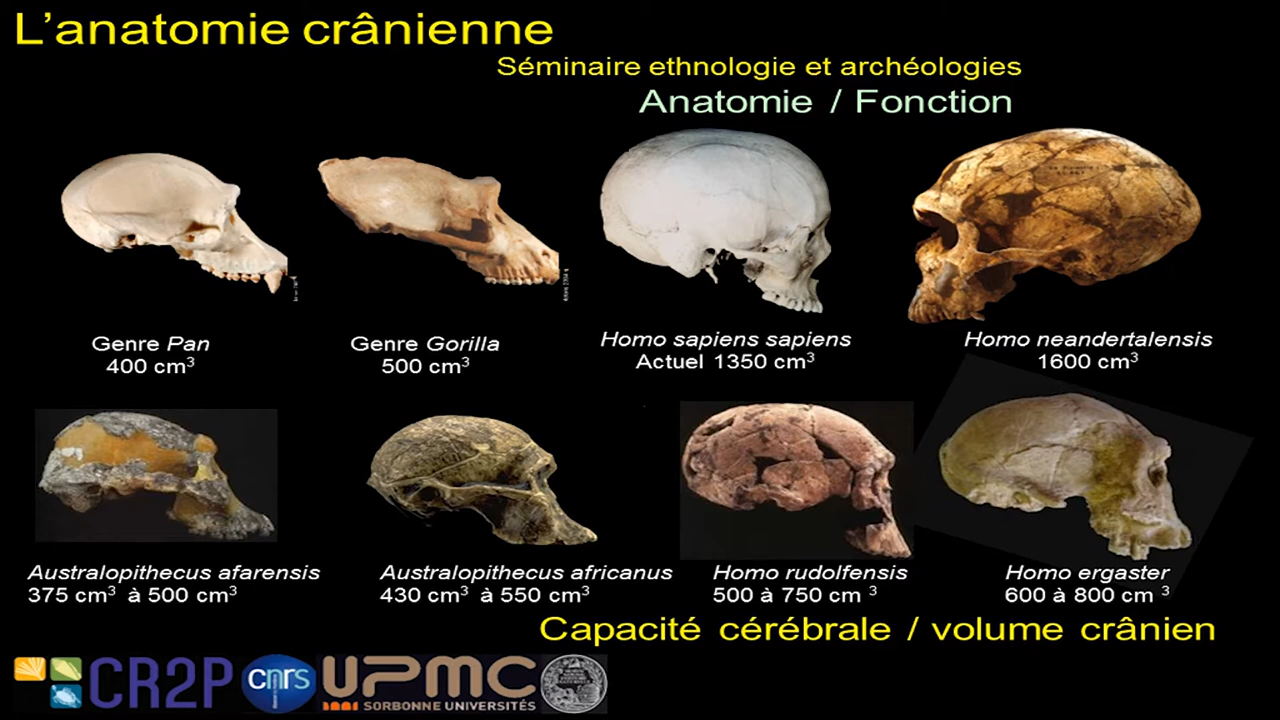 L’anatomie crânienne
Séminaire ethnologie et archéologies
Anatomie / Fonction
Genre Pan
400 cm³
Genre Gorilla
500 cm³
Homo sapiens sapiens
Actuel 1350 cm³
Homo neandertalensis
1600 cm³
Australopithecus afarensis
375 cm³ à 500 cm³
Australopithecus africanus
430 cm³ à 550 cm³
Homo rudolfensis
500 à 750 cm ³
Homo ergaster
600 à 800 cm ³
Capacité cérébrale / volume crânien
CR2P
cnrs
UPMC
SORBONNE UNIVERSITÉS